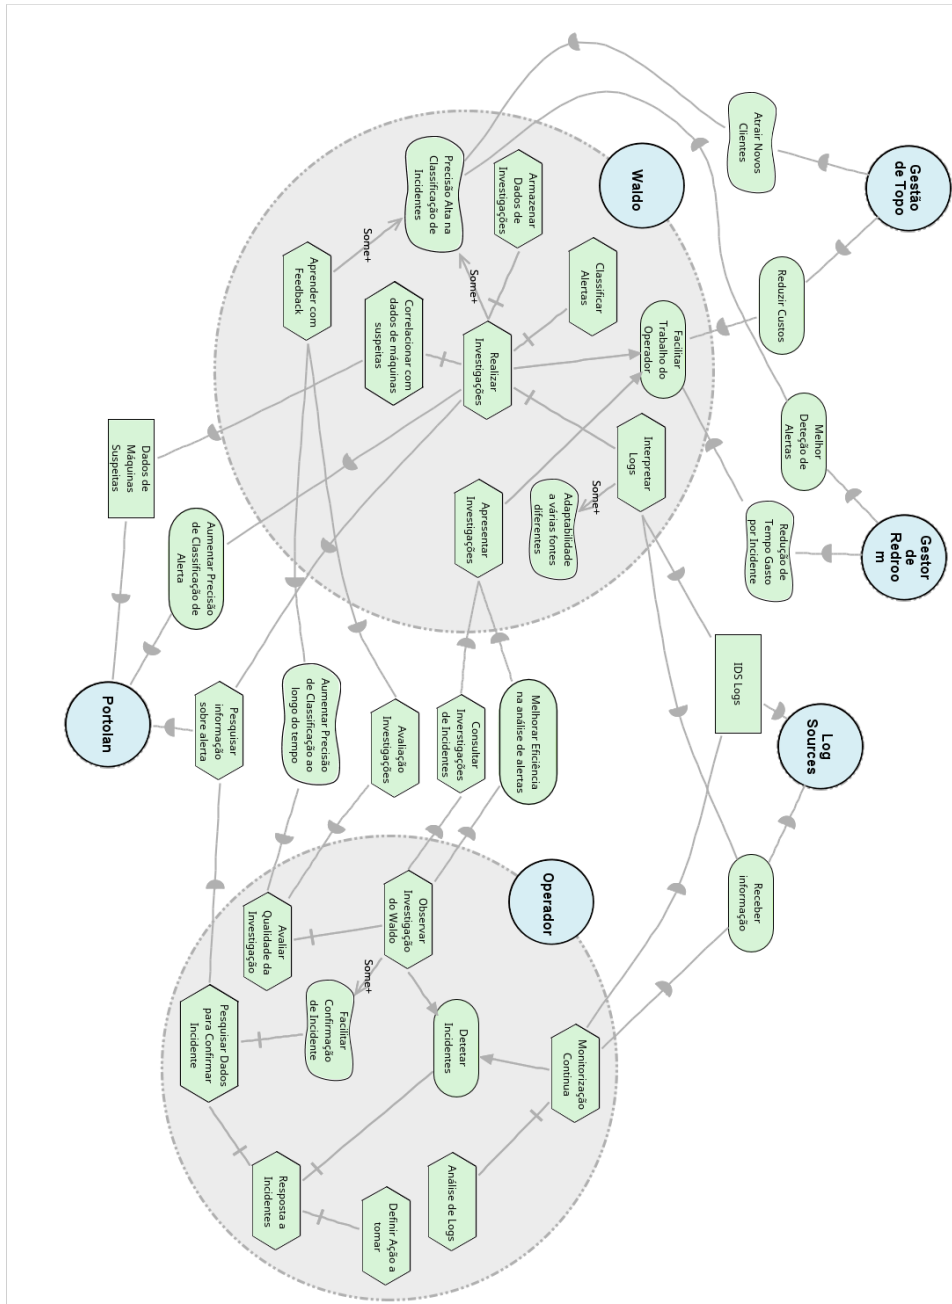 Gestão
de Topo
Atrair Novos
Clientes
Reduzir Custos
Gestor
de
Redroo
m
Melhor
Deteção de
Alertas
Redução de
Tempo Gasto
por Incidente
Log
Sources
IDS Logs
Receber
informação
Waldo
Facilitar
Trabalho do
Operador
Classificar
Alertas
Armazenar
Dados de
Investigações
Precisão Alta na
Classificação de
Incidentes
Interpretar
Logs
Some+
Adaptabilidade
a várias fontes
diferentes
Realizar
Investigações
Some+
Apresentar
Investigações
Correlacionar com
dados de máquinas
suspeitas
Some+
Aprender com
Feedback
Dados de
Máquinas
Suspeitas
Aumentar Precisão
de Classificação de
Alerta
Portolan
Pesquisar
informação
sobre alerta
Aumentar Precisão
de Classificação ao
longo do tempo
Avaliação
Investigações
Consultar
Inverstigações
de Incidentes
Melhorar Eficiência
na análise de alertas
Operador
Observar
Investigação
do Waldo
Avaliar
Qualidade da
Investigação
Some+
Facilitar
Confirmação
de Incidente
Detetar
Incidentes
Monitorização
Continua
Pesquisar Dados
para Confirmar
Incidente
Análise de Logs
Resposta a
Incidentes
Definir Ação a
tomar